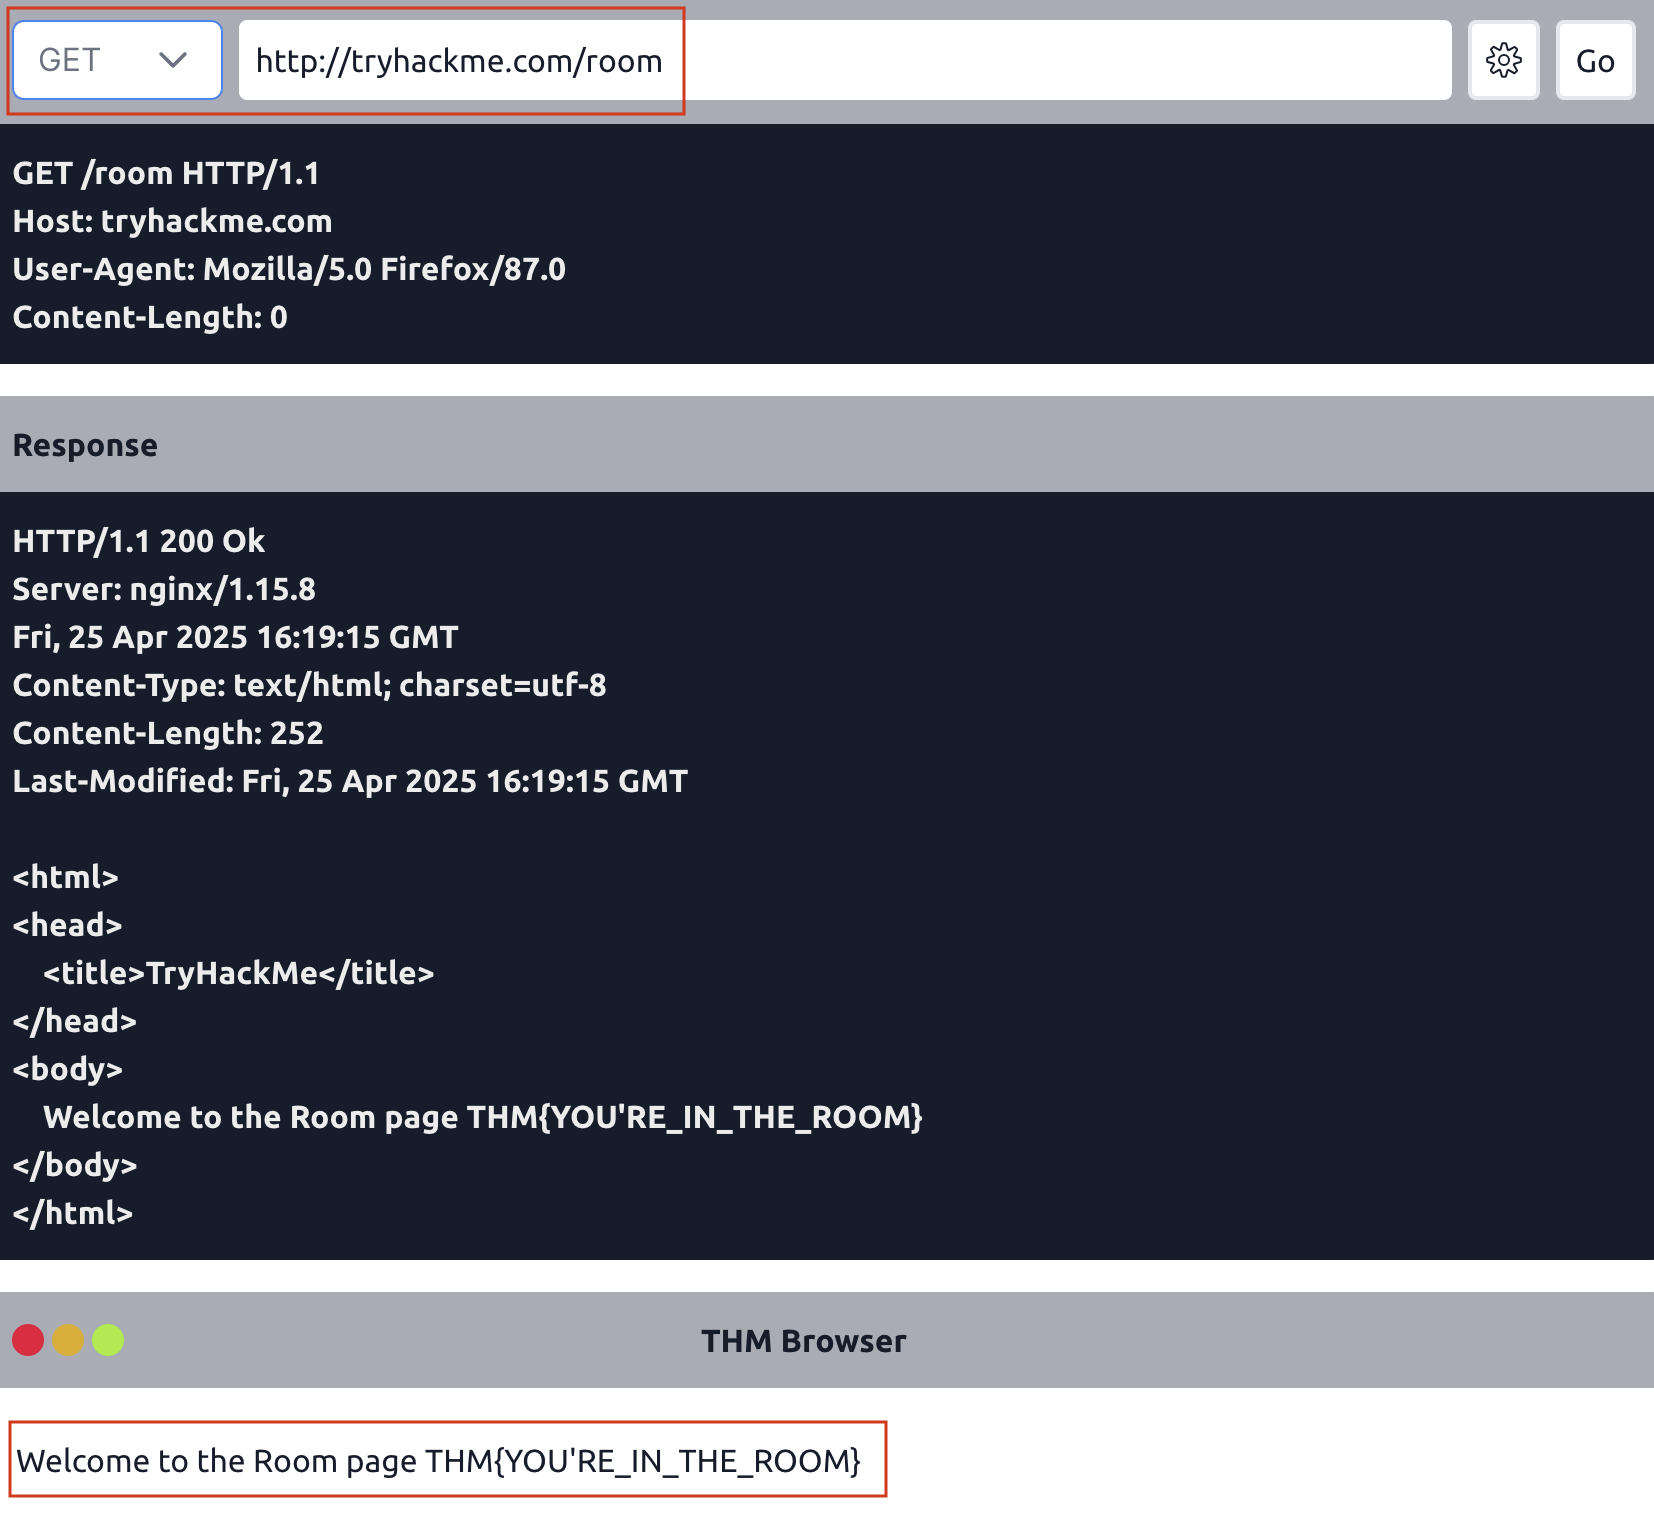 GET
http://tryhackme.com/room
Go
GET /room HTTP/1.1
Host: tryhackme.com
User-Agent: Mozilla/5.0 Firefox/87.0
Content-Length: 0
Response
HTTP/1.1 200 Ok
Server: nginx/1.15.8
Fri, 25 Apr 2025 16:19:15 GMT
Content-Type: text/html; charset=utf-8
Content-Length: 252
Last-Modified: Fri, 25 Apr 2025 16:19:15 GMT
<html>
<head>
    <title>TryHackMe</title>
</head>
<body>
    Welcome to the Room page THM{YOU'RE_IN_THE_ROOM}
</body>
</html>
THM Browser
Welcome to the Room page THM{YOU'RE_IN_THE_ROOM}